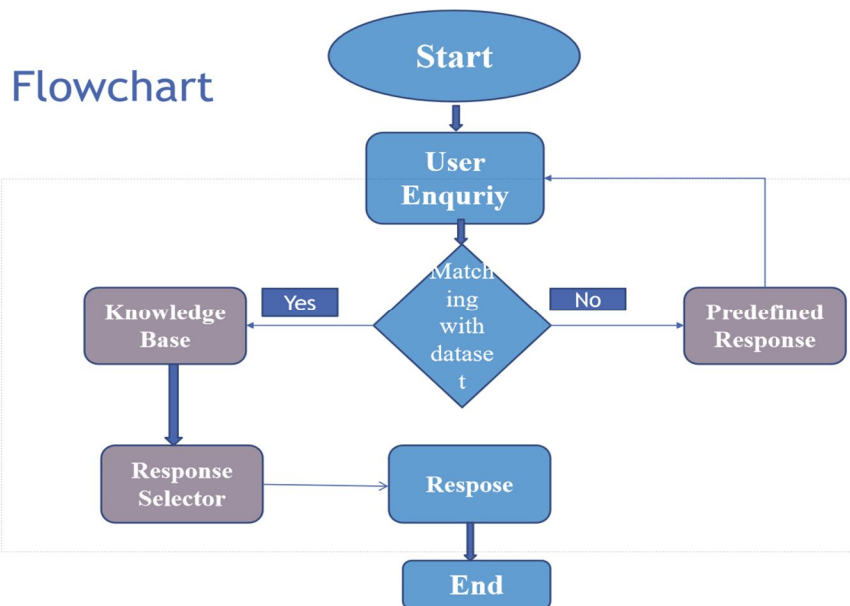 Start
Flowchart
User
Enquriy
Match
ing
with
datase
t
Yes
No
Knowledge
Base
Predefined
Response
Response
Selector
Respose
End